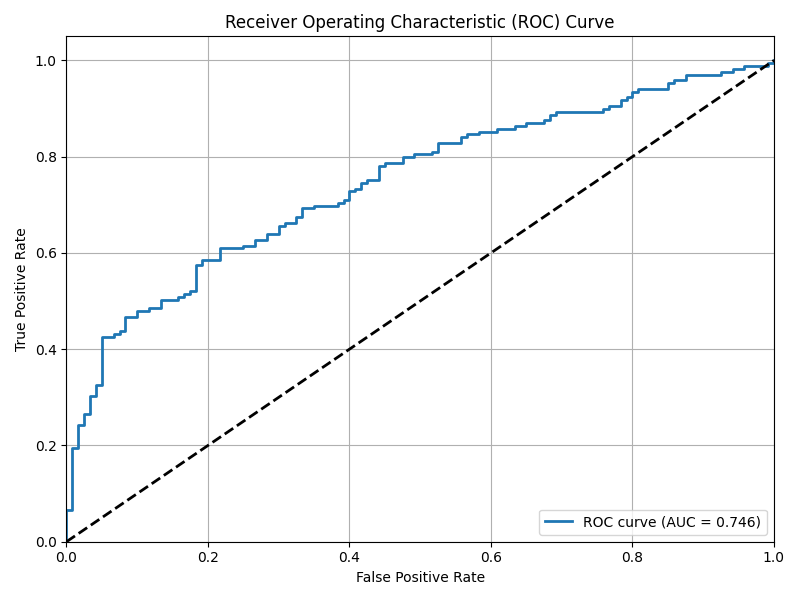 Receiver Operating Characteristic (ROC) Curve
1.0
0.8
0.6
0.4
0.2
0.0
True Positive Rate
ROC curve (AUC = 0.746)
0.0 0.2 0.4 0.6 0.8 1.0
False Positive Rate